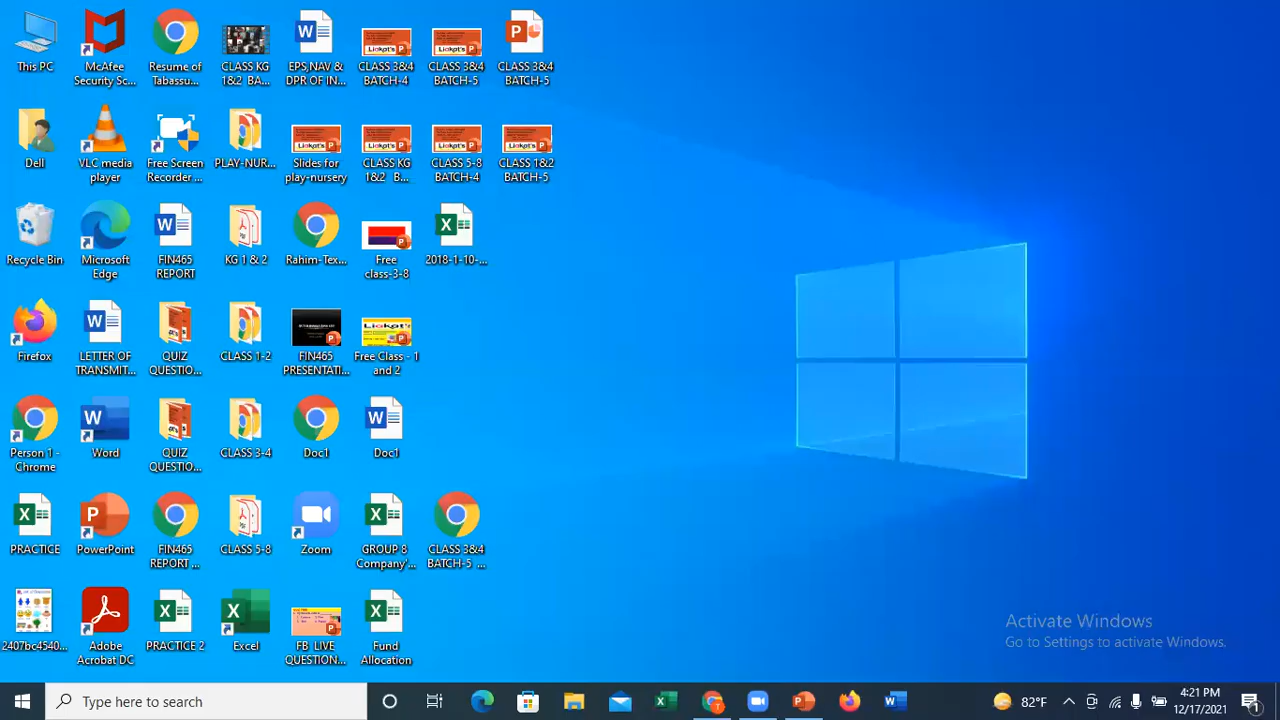 This PC
McAfee
Security Sc...
Resume of
Tabassu...
CLASS KG
1&2 BA...
EPS,NAV &
DPR OF IN...
CLASS 3&4
BATCH-4
CLASS 3&4
BATCH-5
CLASS 3&4
BATCH-5
Dell
VLC media
player
Free Screen
Recorder ...
PLAY-NUR...
Slides for
play-nursery
CLASS KG
1&2 B...
CLASS 5-8
BATCH-4
CLASS 1&2
BATCH-5
Recycle Bin
Microsoft
Edge
FIN465
REPORT
KG 1 & 2
Rahim-Tex...
Free
class-3-8
2018-1-10-...
Firefox
LETTER OF
TRANSMIT...
QUIZ
QUESTIO...
CLASS 1-2
FIN465
PRESENTATI...
Liakat's
Free Class - 1
and 2
Person 1 -
Chrome
Word
QUIZ
QUESTIO...
CLASS 3-4
Doc1
Doc1
PRACTICE
PowerPoint
FIN465
REPORT ...
CLASS 5-8
Zoom
GROUP 8
Company'...
CLASS 3&4
BATCH-5 ...
2407bc4540...
Adobe
Acrobat DC
PRACTICE 2
Excel
FB LIVE
QUESTION...
Fund
Allocation
Activate Windows
Go to Settings to activate Windows.
Type here to search
82°F
4:21 PM
12/17/2021